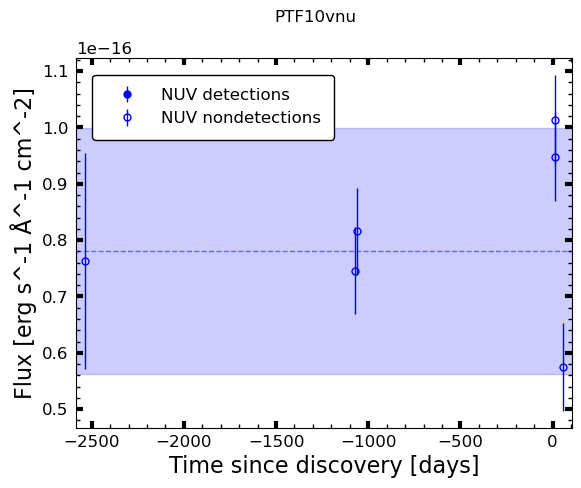 PTF10vnu
1e−16
NUV detections
NUV nondetections
1.1
1.0
0.9
0.8
0.7
0.6
0.5
Flux [erg s^-1 Å^-1 cm^-2]
−2500 −2000 −1500 −1000 −500 0
Time since discovery [days]